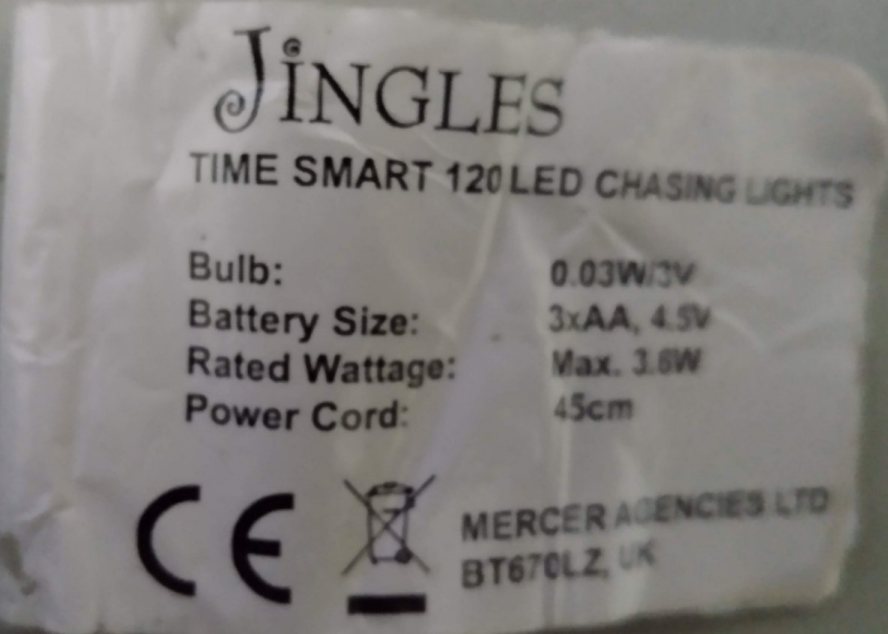 JINGLES
TIME SMART 120 LED CHASING LIGHTS
Bulb: 0.03W/3V
Battery Size: 3xAA, 4.5V
Rated Wattage: Max. 3.6W
Power Cord: 45cm
CE
MERCER AGENCIES LTD
BT670LZ, UK